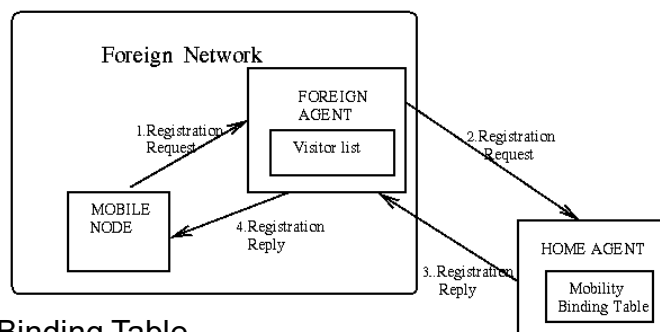 Foreign Network
FOREIGN
AGENT
Visitor list
1.Registration
Request
2.Registration
Request
MOBILE
NODE
4.Registration
Reply
3..Registration
Reply
HOME AGENT
Mobility
Binding Table
Binding Table